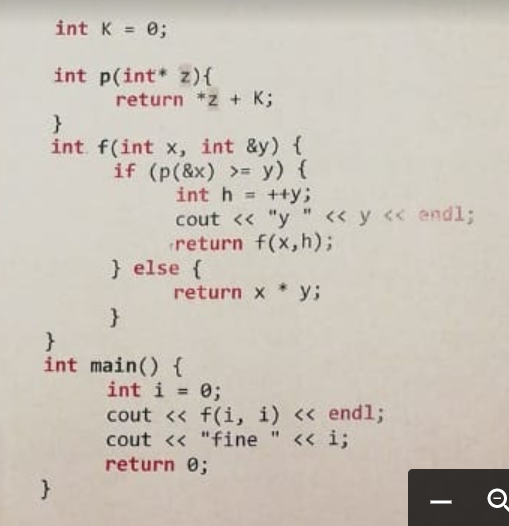 int K = 0;
int p(int* z){
return *z + K;
}
int f(int x, int &y) {
if (p(&x) >= y) {
int h = ++y;
cout << "y " << y << endl;
return f(x,h);
} else {
return x * y;
}
}
int main() {
int i = 0;
cout << f(i, i) << endl;
cout << "fine " << i;
return 0;
}